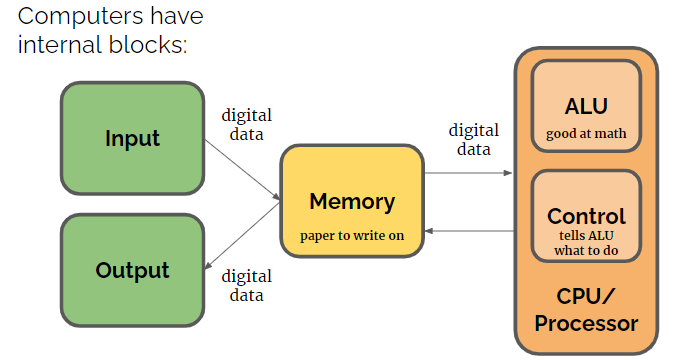 Computers have
internal blocks:
Input
digital
data
Output
digital
data
Memory
paper to write on
digital
data
ALU
good at math
Control
tells ALU
what to do
CPU/
Processor